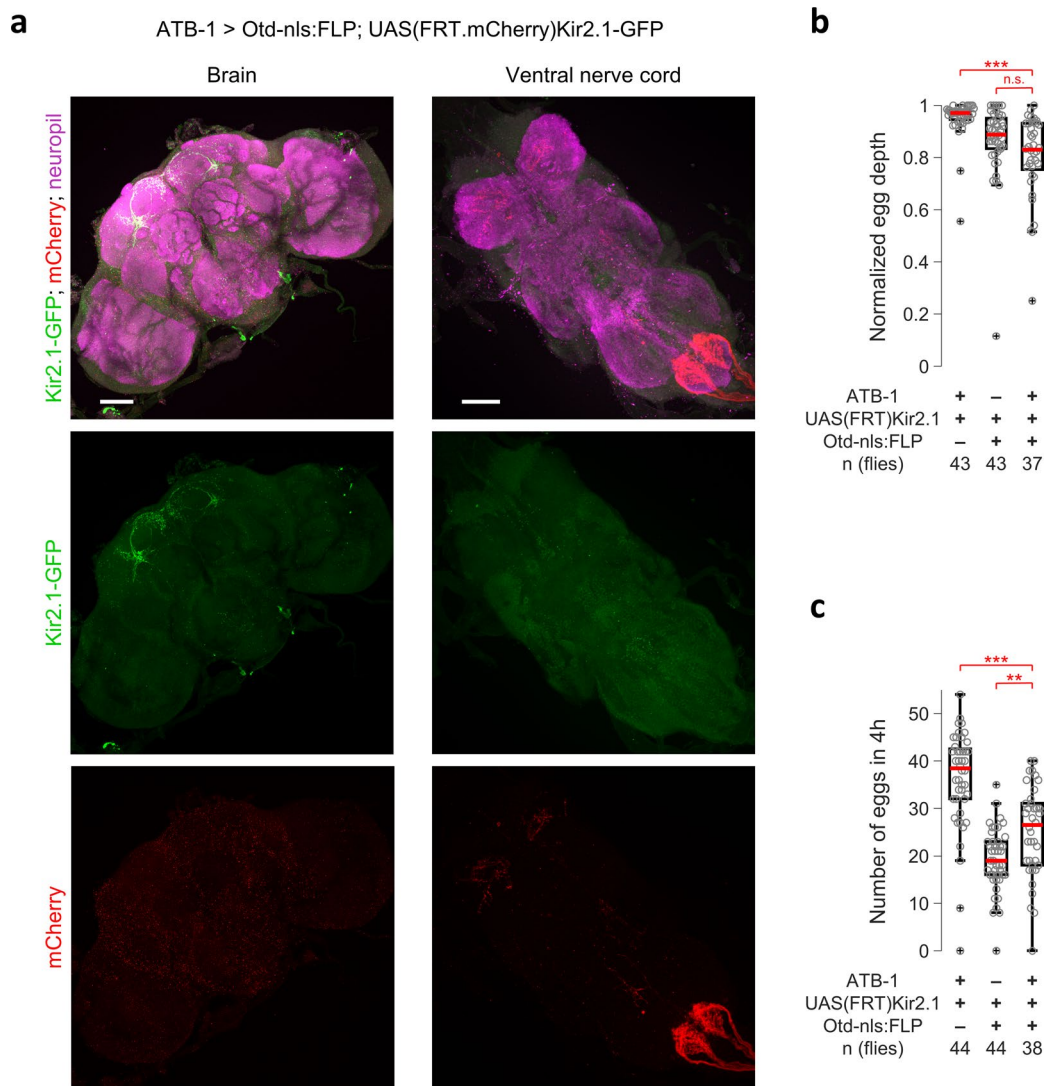 a
ATB-1 > Otd-nls:FLP; UAS(FRT.mCherry)Kir2.1-GFP
Brain
Ventral nerve cord
Kir2.1-GFP; mCherry; neuropil
Kir2.1-GFP
mCherry
b
***
n.s.
Normalized egg depth
1
0.8
0.6
0.4
0.2
0
ATB-1 + – +
UAS(FRT)Kir2.1 + + +
Otd-nls:FLP – + +
n (flies) 43 43 37
c
***
**
Number of eggs in 4h
50
40
30
20
10
0
ATB-1 + – +
UAS(FRT)Kir2.1 + + +
Otd-nls:FLP – + +
n (flies) 44 44 38